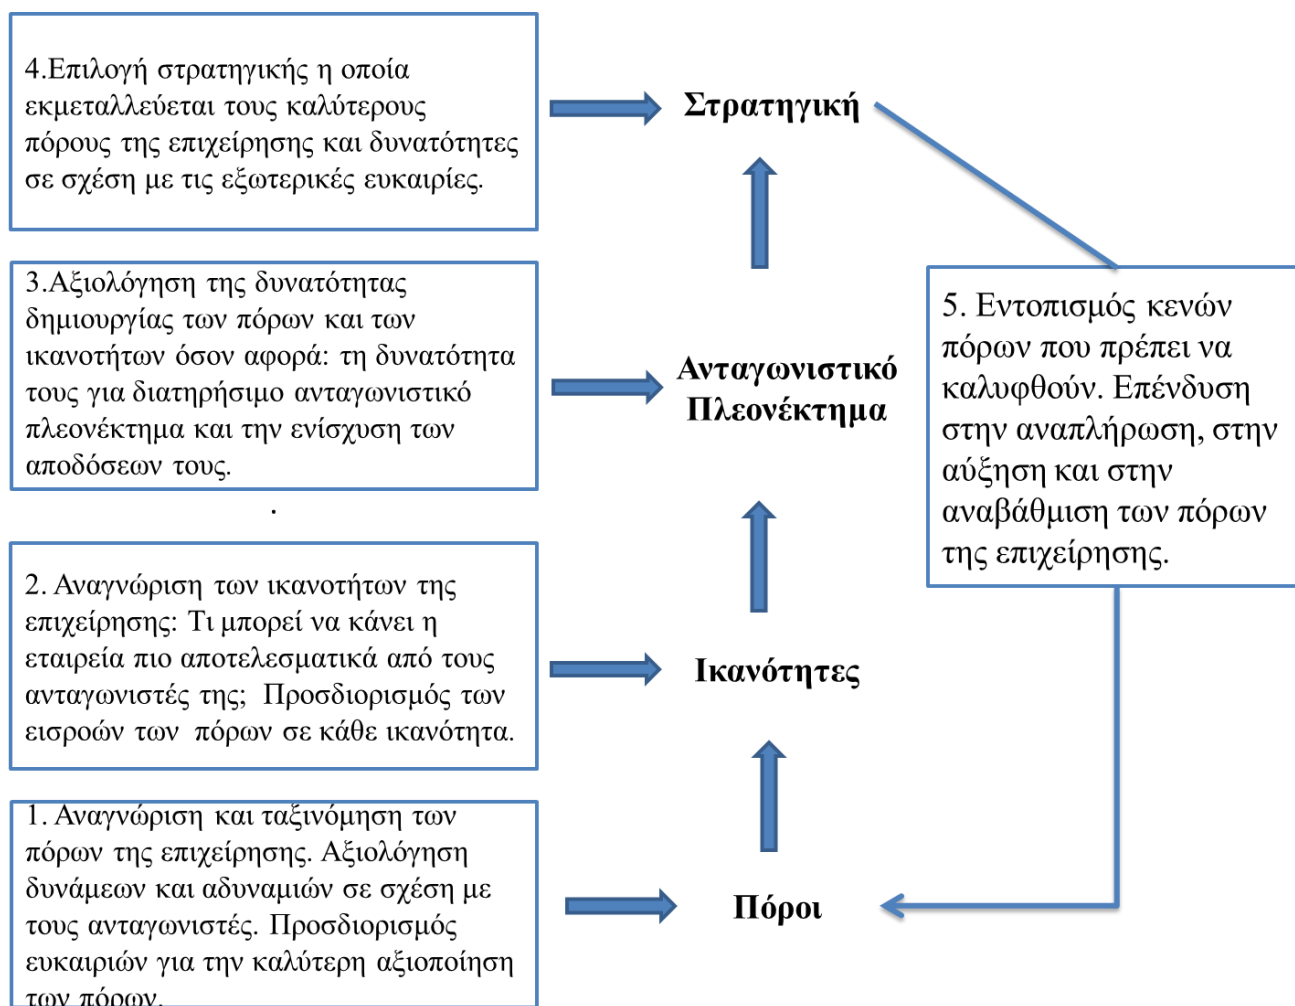 4.Επιλογή στρατηγικής η οποία
εκμεταλλεύεται τους καλύτερους
πόρους της επιχείρησης και δυνατότητες
σε σχέση με τις εξωτερικές ευκαιρίες.
Στρατηγική
3.Αξιολόγηση της δυνατότητας
δημιουργίας των πόρων και των
ικανοτήτων όσον αφορά: τη δυνατότητα
τους για διατηρήσιμο ανταγωνιστικό
πλεονέκτημα και την ενίσχυση των
αποδόσεων τους.
.
Ανταγωνιστικό
Πλεονέκτημα
5. Εντοπισμός κενών
πόρων που πρέπει να
καλυφθούν. Επένδυση
στην αναπλήρωση, στην
αύξηση και στην
αναβάθμιση των πόρων
της επιχείρησης.
2. Αναγνώριση των ικανοτήτων της
επιχείρησης: Τι μπορεί να κάνει η
εταιρεία πιο αποτελεσματικά από τους
ανταγωνιστές της;  Προσδιορισμός των
εισροών των  πόρων σε κάθε ικανότητα.
Ικανότητες
1. Αναγνώριση και ταξινόμηση των
πόρων της επιχείρησης. Αξιολόγηση
δυνάμεων και αδυναμιών σε σχέση με
τους ανταγωνιστές. Προσδιορισμός
ευκαιριών για την καλύτερη αξιοποίηση
των πόρων.
Πόροι